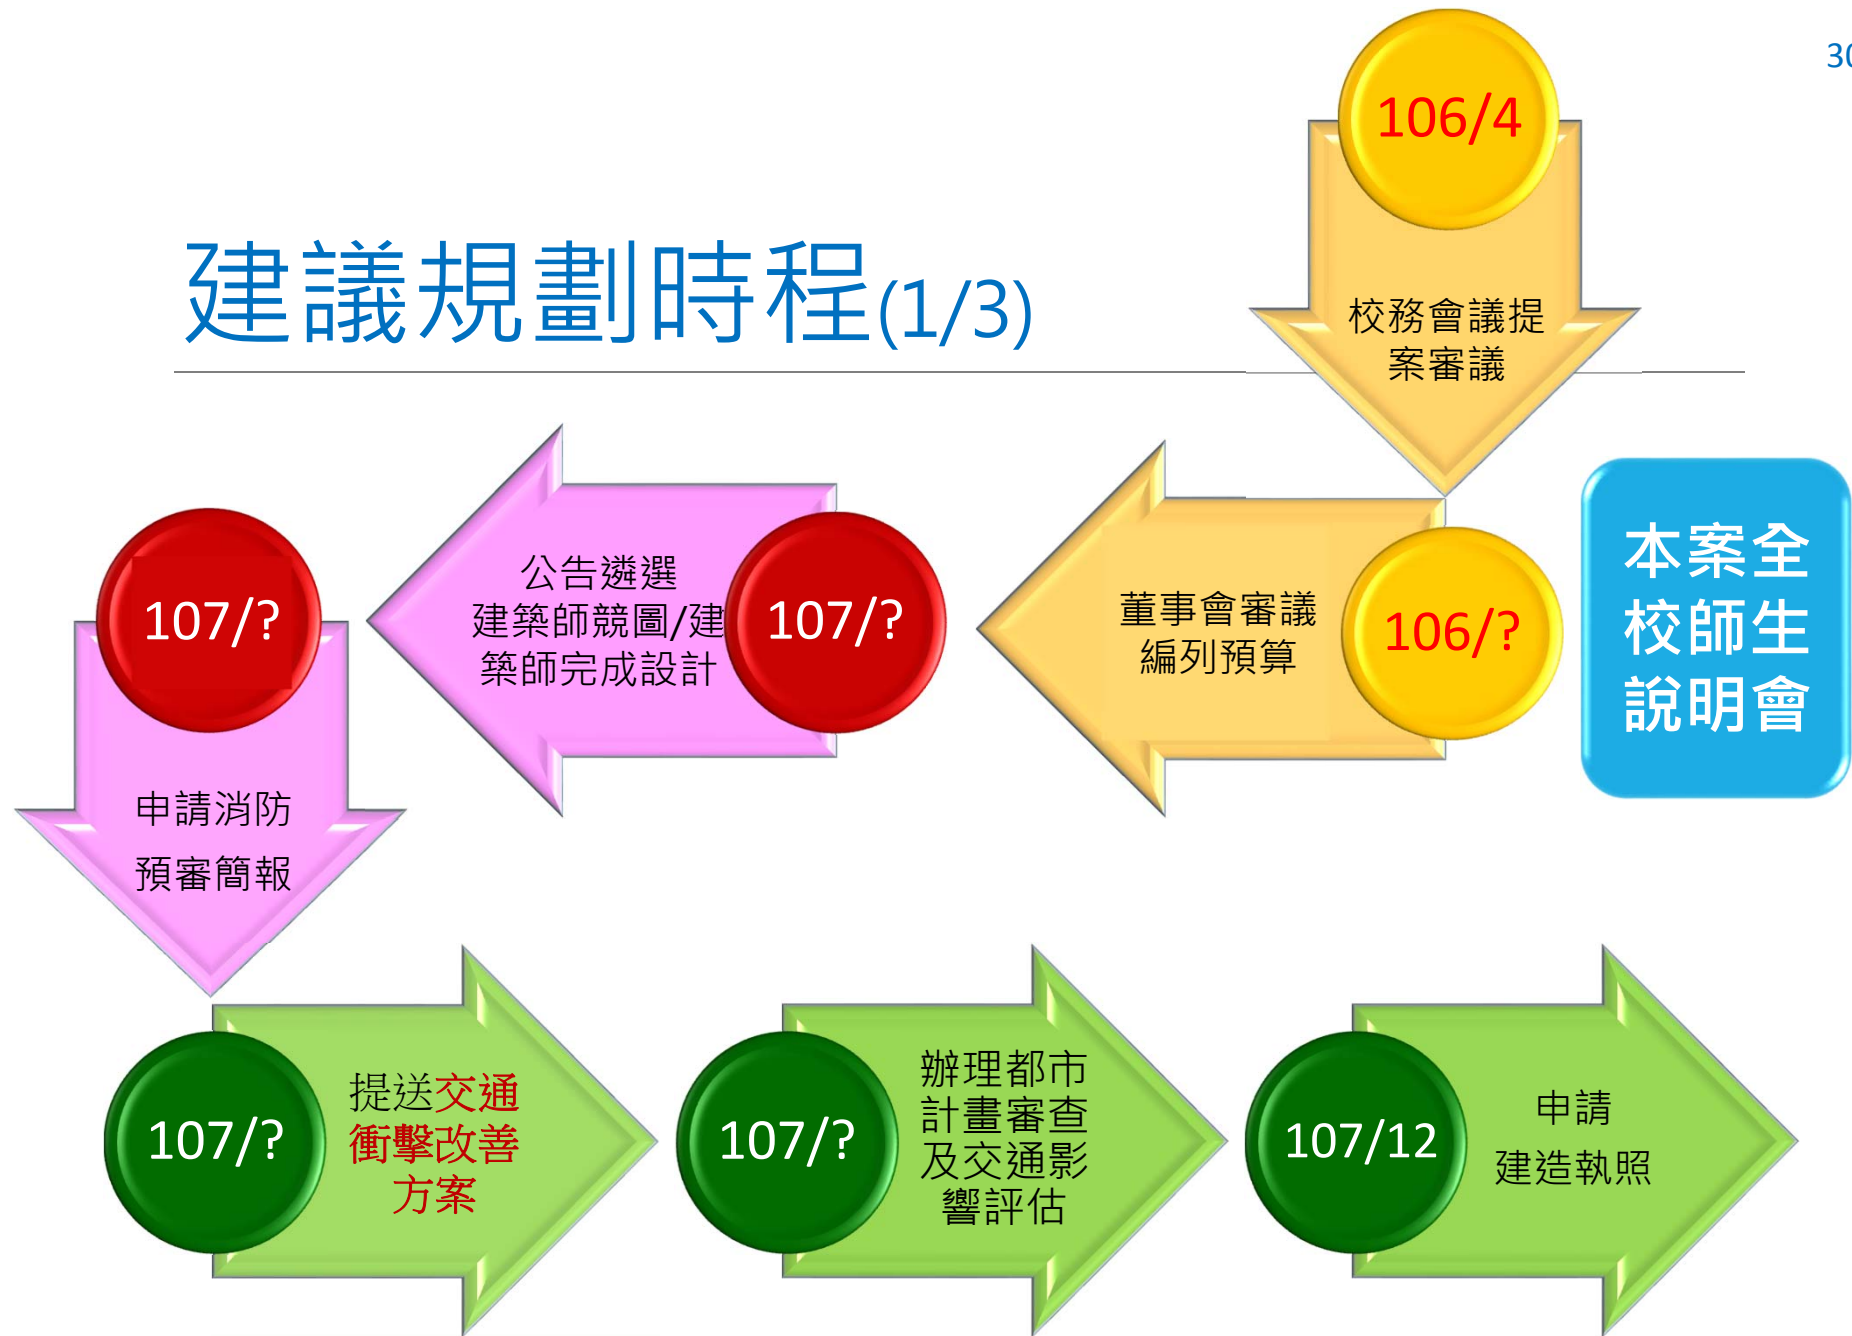 30
建議規劃時程(1/3)
106/4
校務會議提
案審議
本案全
校師生
說明會
106/?
董事會審議
編列預算
107/?
公告遴選
建築師競圖/建
築師完成設計
107/?
申請消防
預審簡報
107/?
提送交通
衝擊改善
方案
107/?
辦理都市
計畫審查
及交通影
響評估
107/12
申請
建造執照